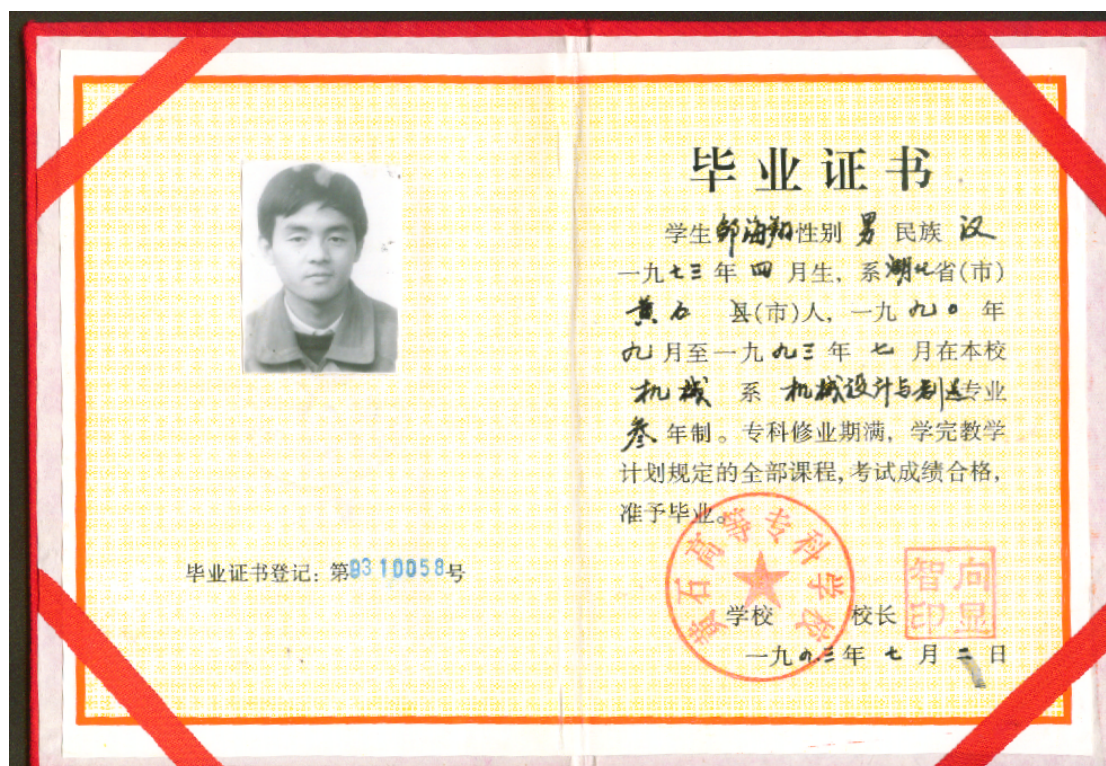 毕业证书登记：第9310058号
毕业证书
学生邹海翔性别 男 民族 汉
一九七三年 四 月生，系湖北省(市)
黄石 县(市)人，一九九0 年
九月至一九九三年 七 月在本校
机械 系 机械设计与制造专业
叁年制。专科修业期满，学完教学
计划规定的全部课程，考试成绩合格，
准予毕业。
黄石高等专科学校
学校 校长
向显智印
一九九三年 七 月 二 日